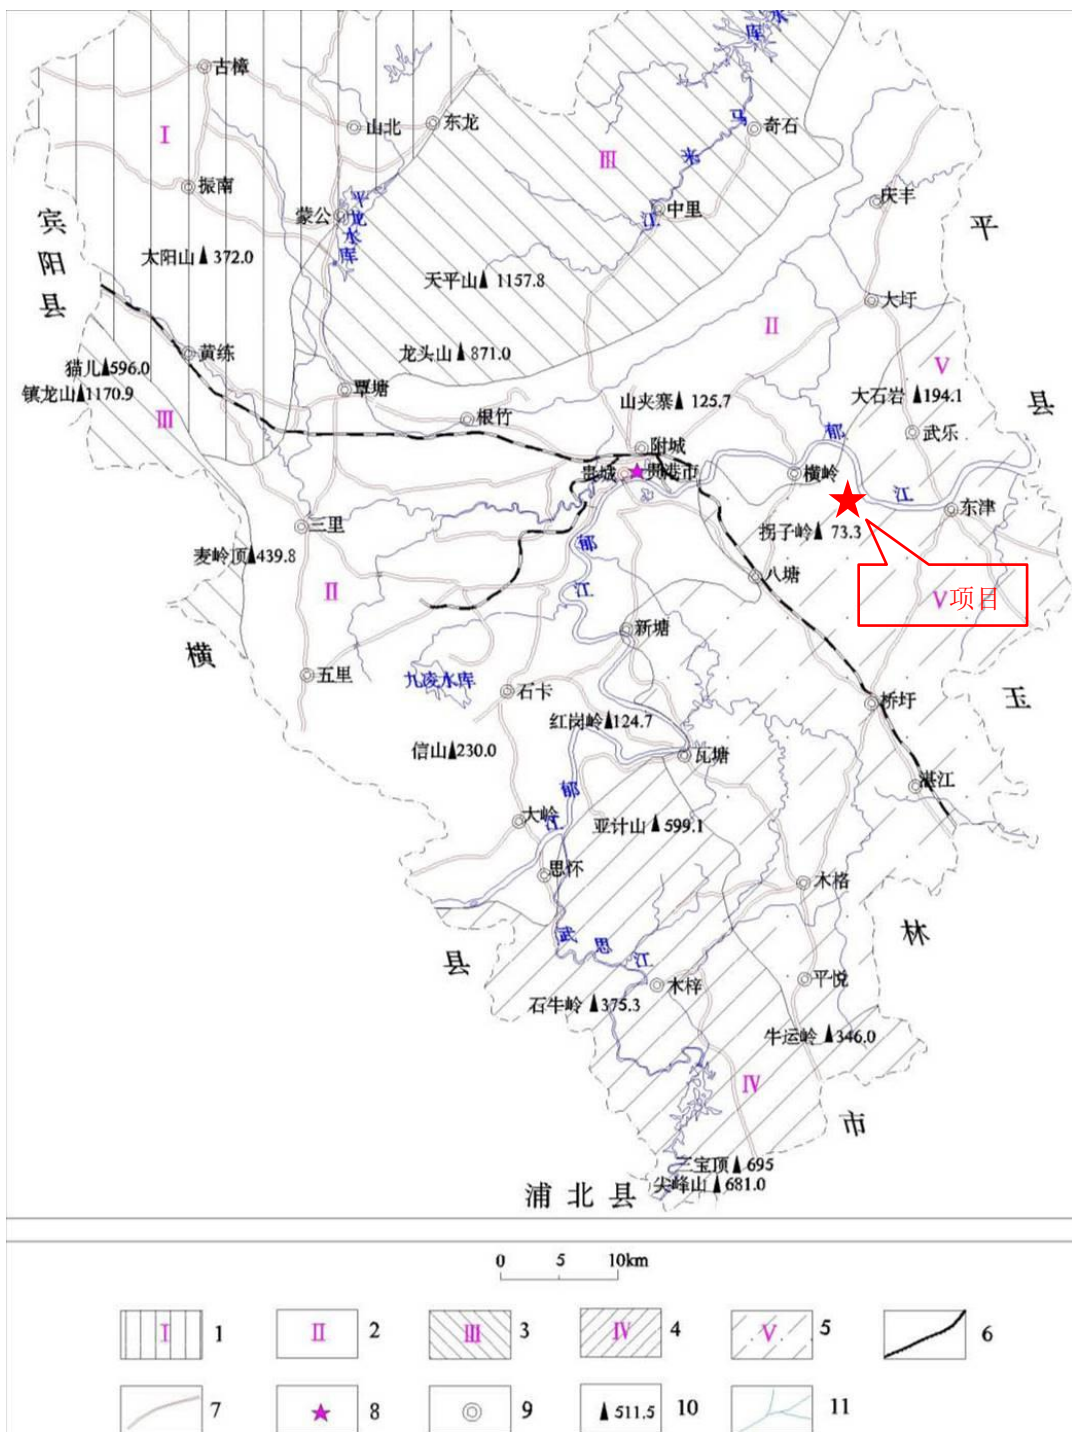 水
库
古樟
山北
东龙
马
奇石
Ⅰ
Ⅲ
米
振南
平
龙
水
库
蒙公
江
中里
庆丰
宾
阳
县
平
太阳山 372.0
天平山 1157.8
大圩
Ⅱ
黄练
龙头山 871.0
Ⅴ
猫儿 596.0
镇龙山 1170.9
覃塘
大石岩 194.1
县
山夹寨 125.7
Ⅲ
根竹
郁
武乐
附城
贵城
贵港市
横岭
江
东津
三里
拐子岭 73.3
麦岭顶 439.8
郁
八塘
Ⅱ
江
Ⅴ项目
新塘
横
五里
九凌水库
石卡
玉
桥圩
红岗岭 124.7
信山 230.0
瓦塘
湛江
郁
大岭
江
亚计山 599.1
思怀
木格
林
武
思
江
县
木梓
平悦
石牛岭 375.3
牛运岭 346.0
Ⅳ
市
三宝顶 695
尖峰山 681.0
浦北县
0 5 10km
Ⅰ 1
Ⅱ 2
Ⅲ 3
Ⅳ 4
Ⅴ 5
6
7
8
9
511.5 10
11